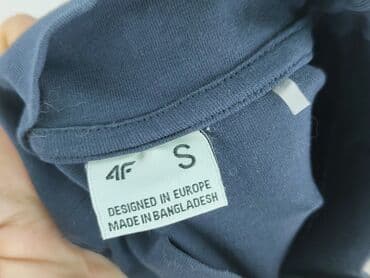 4F S
DESIGNED IN EUROPE
MADE IN BANGLADESH